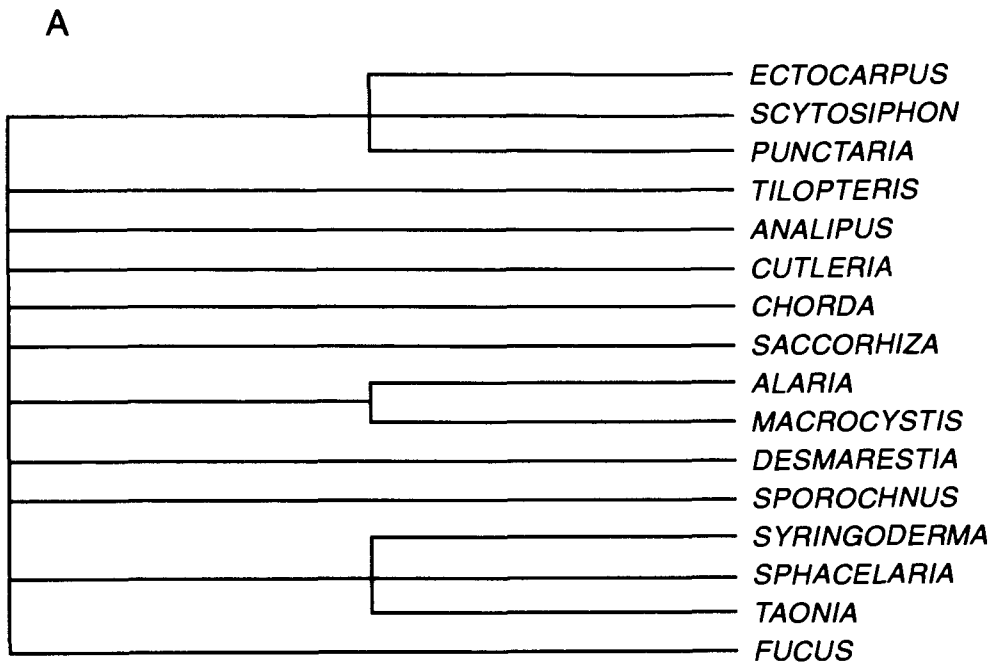 A
ECTOCARPUS
SCYTOSIPHON
PUNCTARIA
TILOPTERIS
ANALIPUS
CUTLERIA
CHORDA
SACCORHIZA
ALARIA
MACROCYSTIS
DESMARESTIA
SPOROCHNUS
SYRINGODERMA
SPHACELARIA
TAONIA
FUCUS